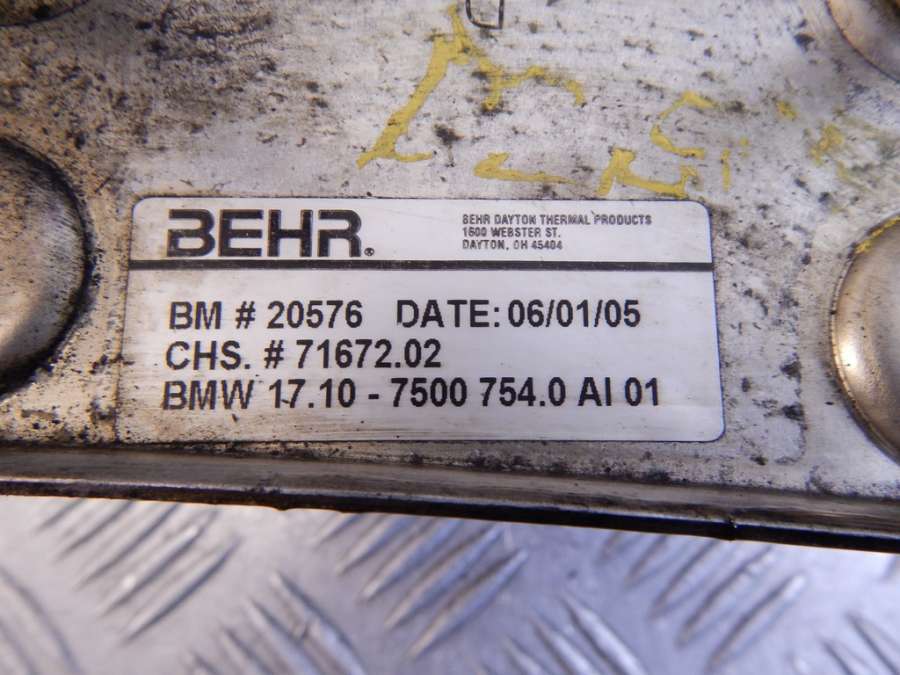 BEHR.
BEHR DAYTON THERMAL PRODUCTS
1600 WEBSTER ST.
DAYTON, OH 45404
BM # 20576 DATE: 06/01/05
CHS. # 71672.02
BMW 17.10 - 7500 754.0 AI 01